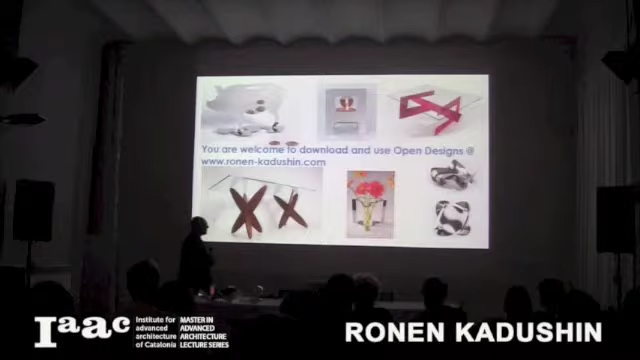 You are welcome to download and use Open Designs @
www.ronen-kadushin.com
Iaac
Institute for
advanced
architecture
of Catalonia
MASTER IN
ADVANCED
ARCHITECTURE
LECTURE SERIES
RONEN KADUSHIN